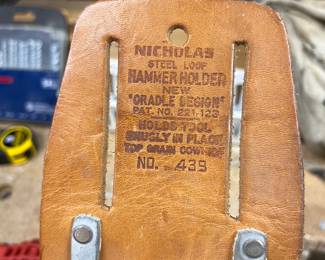 NICHOLAS
STEEL LOOP
HAMMER HOLDER
NEW
"CRADLE DESIGN"
PAT. NO. 221-123
HOLDS TOOL
SNUGLY IN PLACE
TOP GRAIN COWHIDE
NO. 439